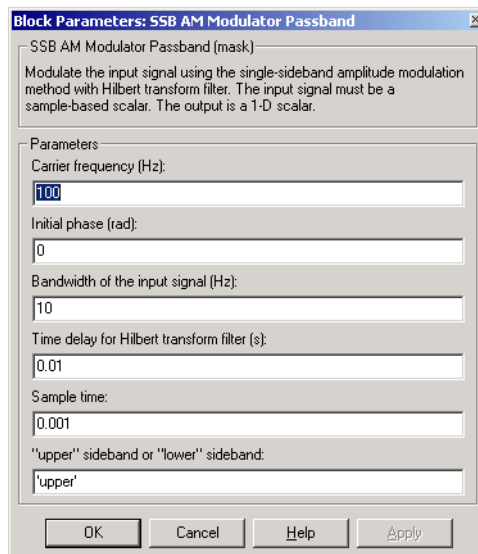 Block Parameters: SSB AM Modulator Passband
SSB AM Modulator Passband (mask)
Modulate the input signal using the single-sideband amplitude modulation
method with Hilbert transform filter. The input signal must be a
sample-based scalar. The output is a 1-D scalar.
Parameters
Carrier frequency (Hz):
100
Initial phase (rad):
0
Bandwidth of the input signal (Hz):
10
Time delay for Hilbert transform filter (s):
0.01
Sample time:
0.001
"upper" sideband or "lower" sideband:
'upper'
OK Cancel Help Apply